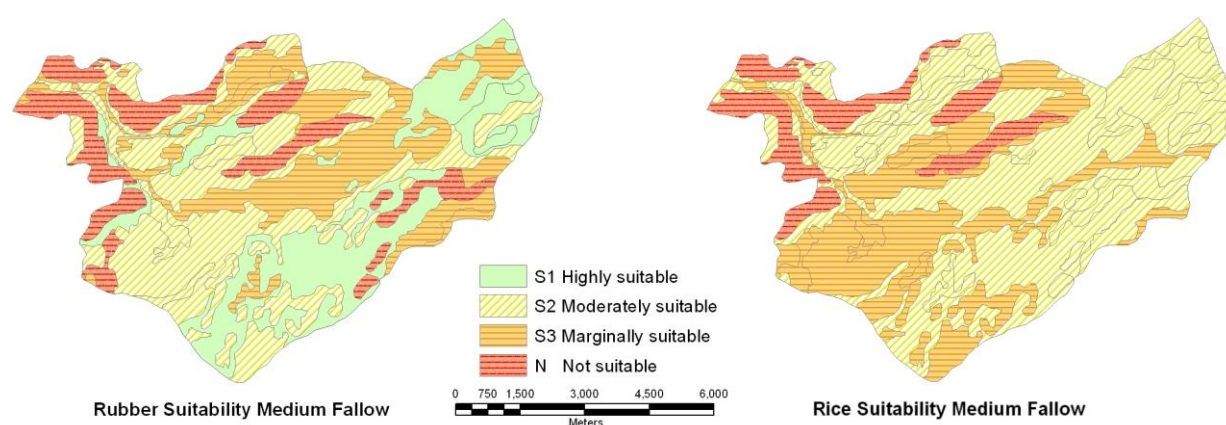 S1 Highly suitable
S2 Moderately suitable
S3 Marginally suitable
N Not suitable
0 750 1,500 3,000 4,500 6,000
Meters
Rubber Suitability Medium Fallow
Rice Suitability Medium Fallow